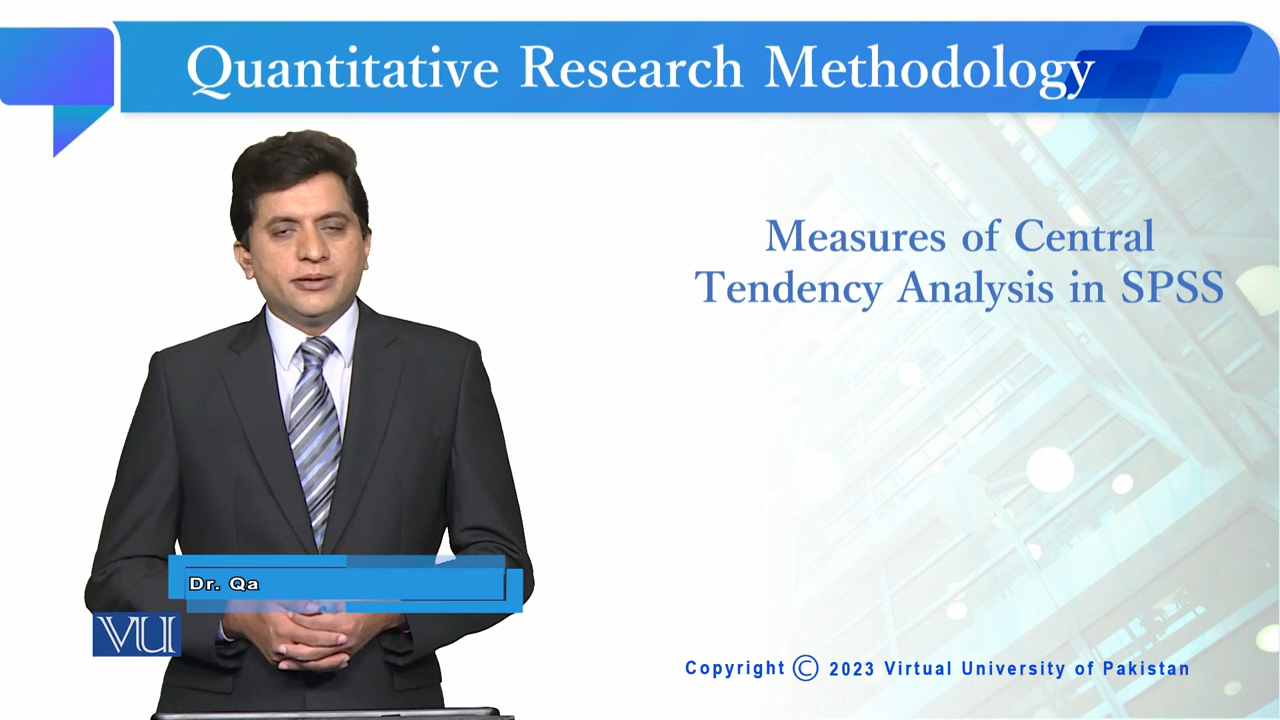 Quantitative Research Methodology
Measures of Central
Tendency Analysis in SPSS
Dr. Qa
VU
Copyright © 2023 Virtual University of Pakistan